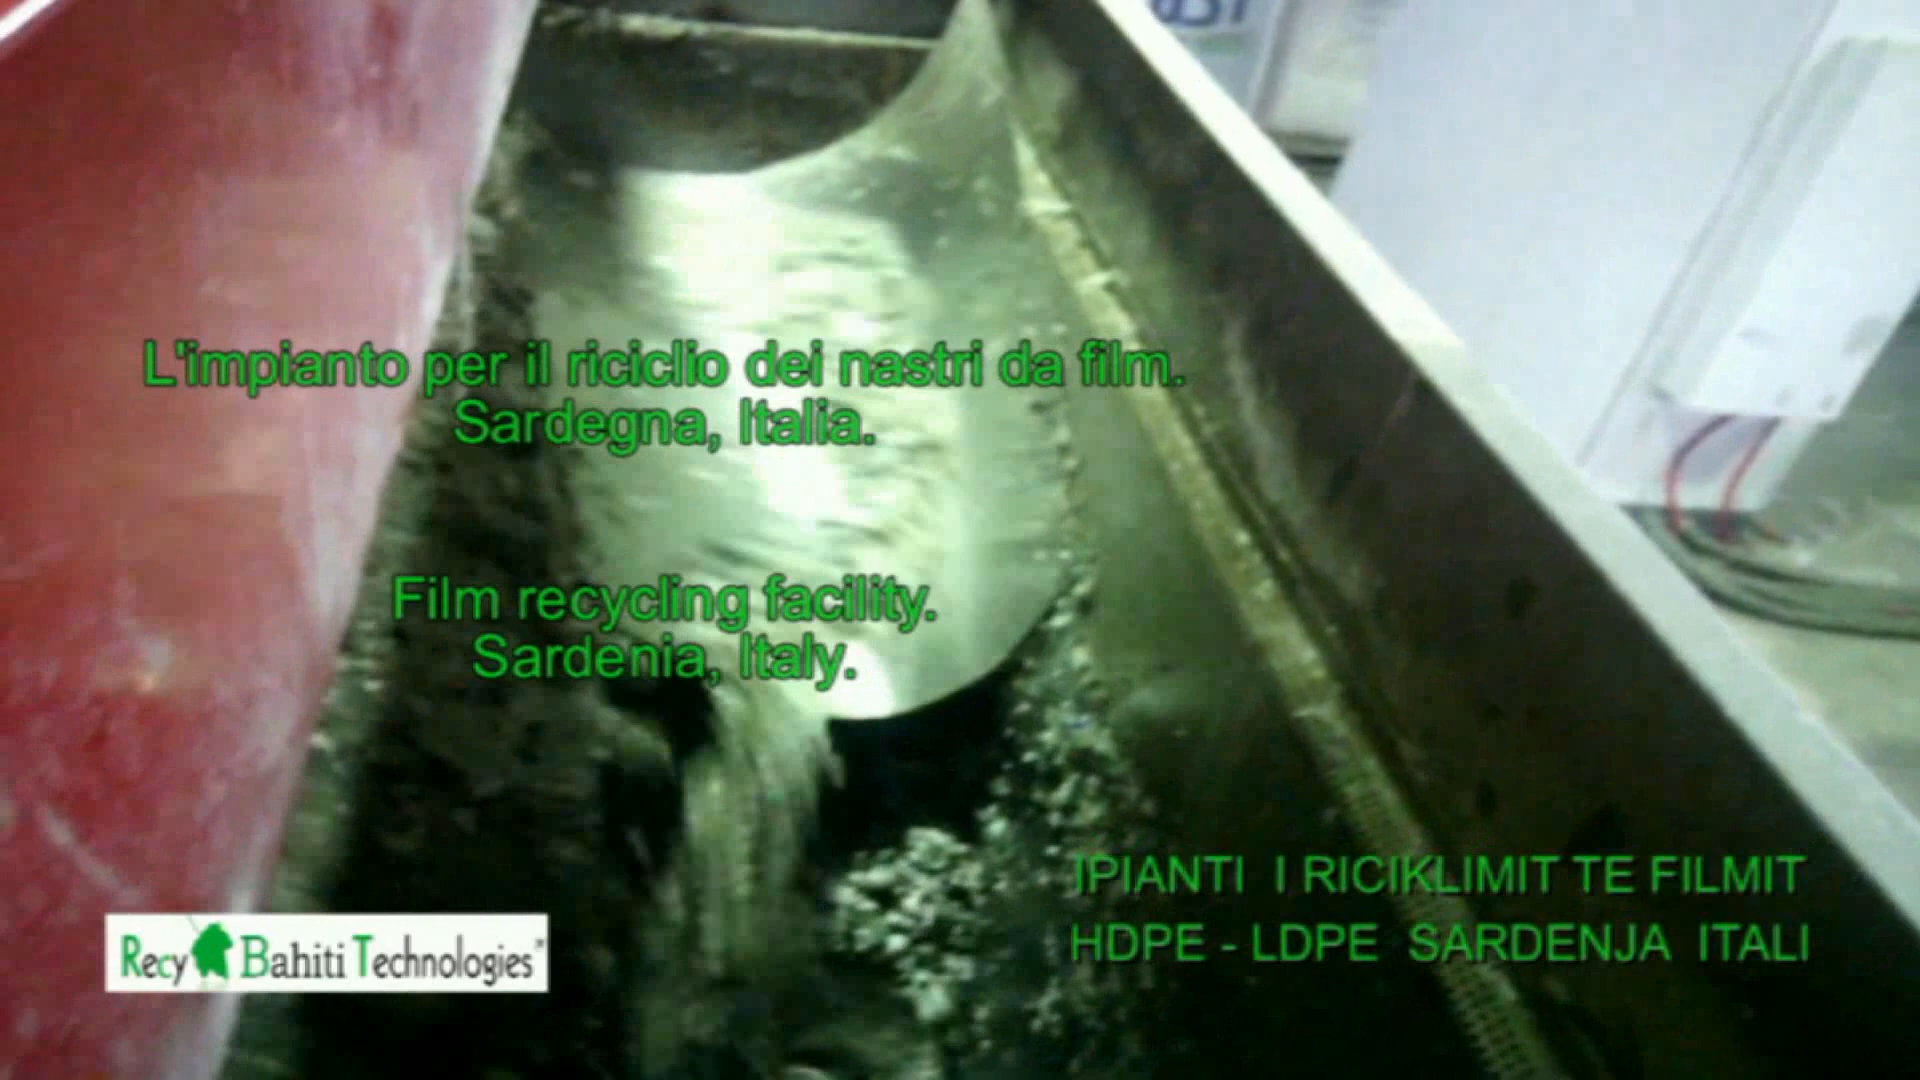 L'impianto per il riciclio dei nastri da film.
Sardegna, Italia.
Film recycling facility.
Sardenia, Italy.
IPIANTI I RICIKLIMIT TE FILMIT
HDPE - LDPE SARDENJA ITALI
Recy Bahiti Technologies